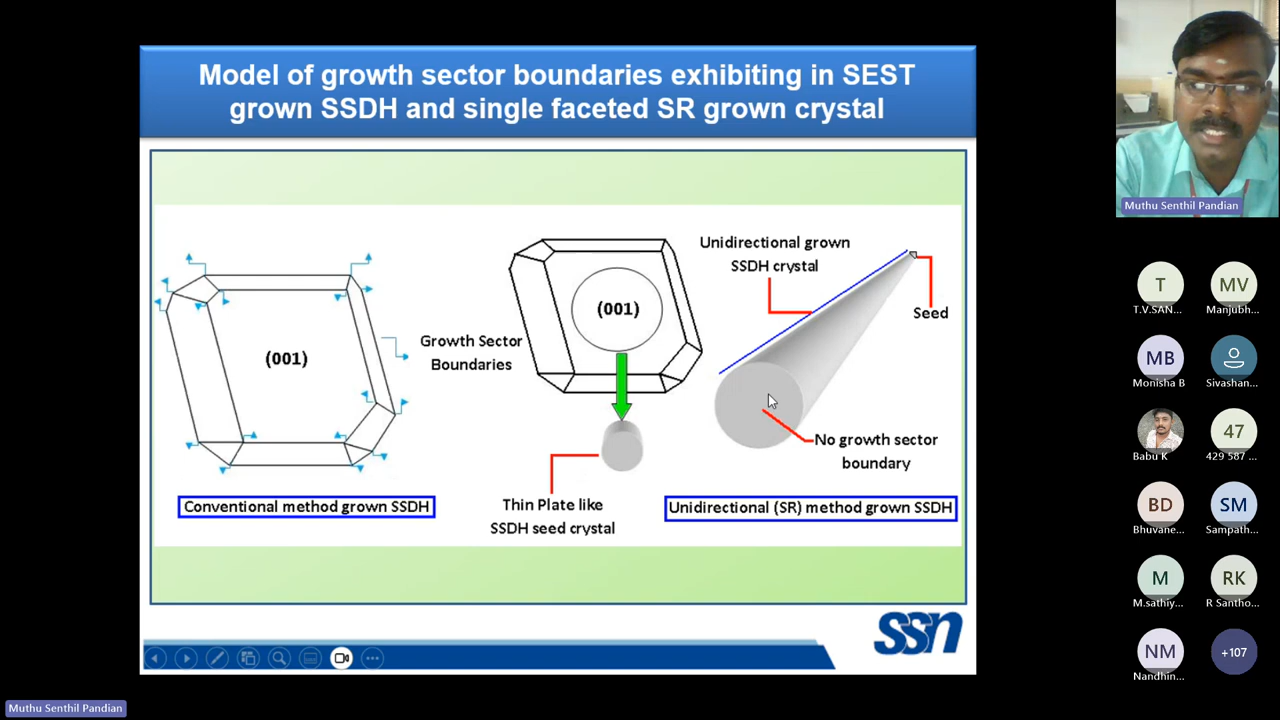 Model of growth sector boundaries exhibiting in SEST
grown SSDH and single faceted SR grown crystal
(001)
Growth Sector
Boundaries
(001)
Unidirectional grown
SSDH crystal
Seed
No growth sector
boundary
Conventional method grown SSDH
Thin Plate like
SSDH seed crystal
Unidirectional (SR) method grown SSDH
ssn
Muthu Senthil Pandian
T
T.V.SAN...
MV
Manjubh...
MB
Monisha B
Sivashan...
Babu K
47
429 587 ...
BD
Bhuvane...
SM
Sampath...
M
M.sathiy...
RK
R Santho...
NM
Nandhin...
+107
Muthu Senthil Pandian